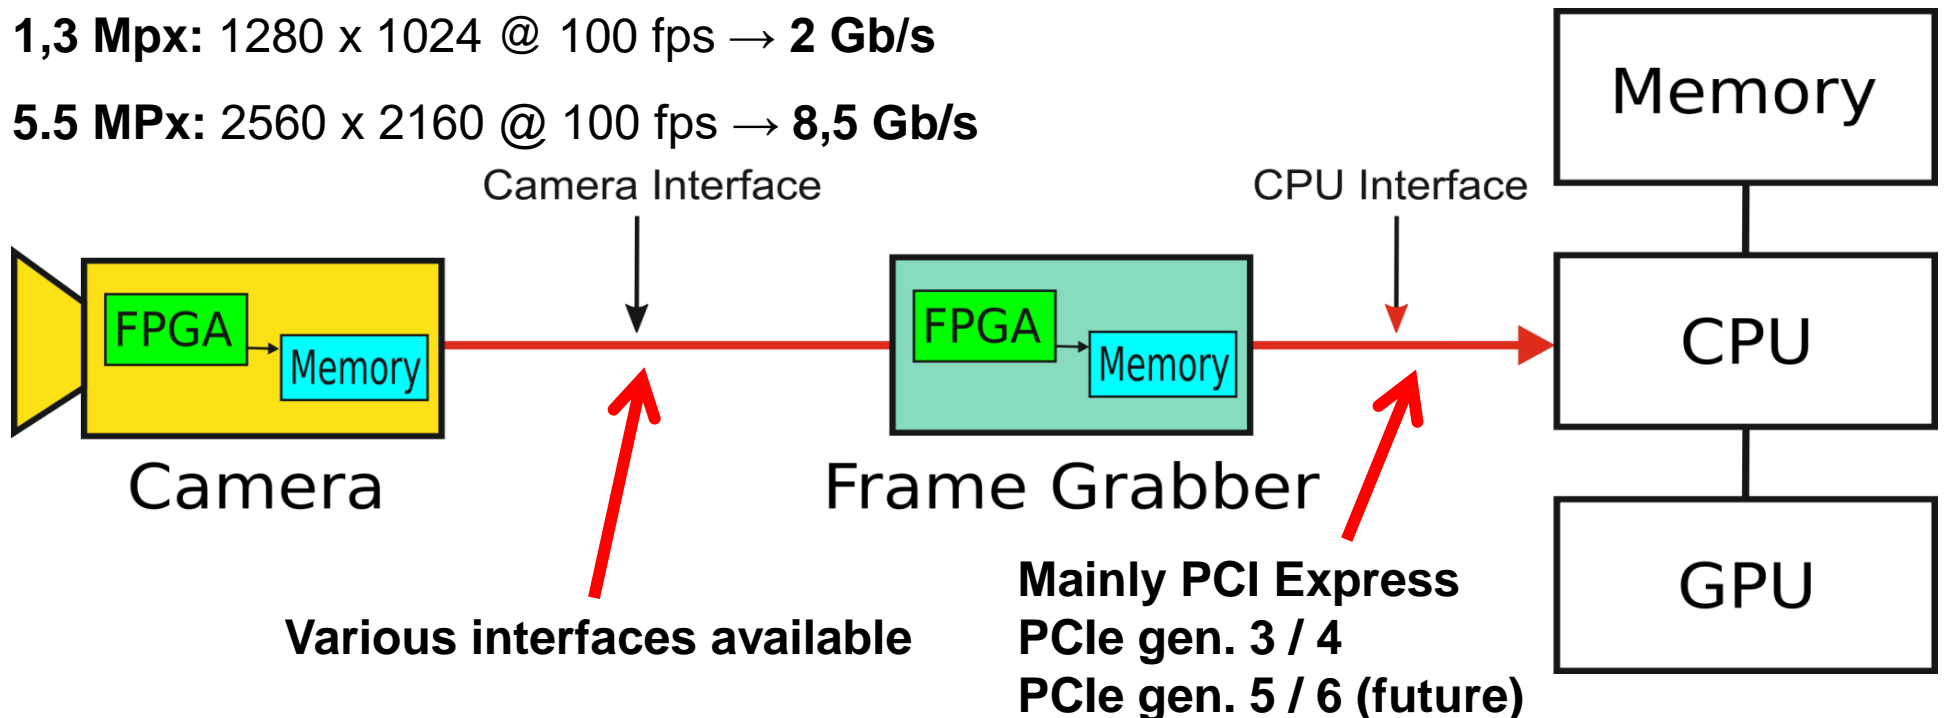 1,3 Mpx: 1280 x 1024 @ 100 fps → 2 Gb/s
5.5 MPx: 2560 x 2160 @ 100 fps → 8,5 Gb/s
Camera Interface
CPU Interface
Memory
FPGA
Memory
FPGA
Memory
CPU
Camera
Frame Grabber
GPU
Various interfaces available
Mainly PCI Express
PCIe gen. 3 / 4
PCIe gen. 5 / 6 (future)